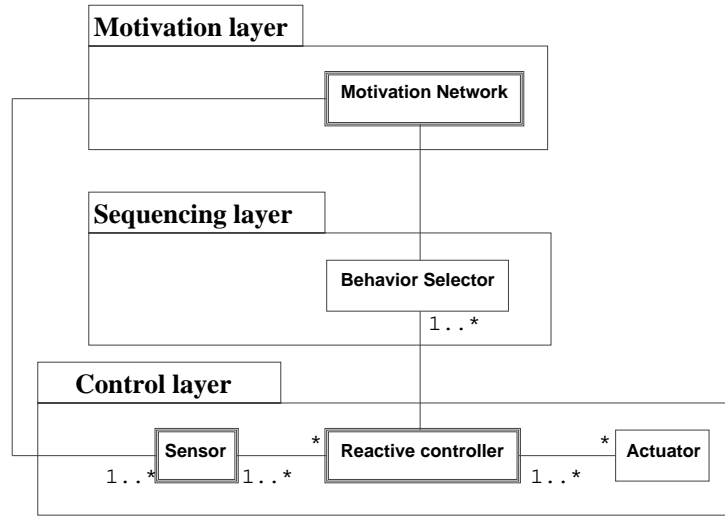 Motivation layer
Motivation Network
Sequencing layer
Behavior Selector
1..*
Control layer
Sensor
*
Reactive controller
*
Actuator
1..*
1..*
1..*